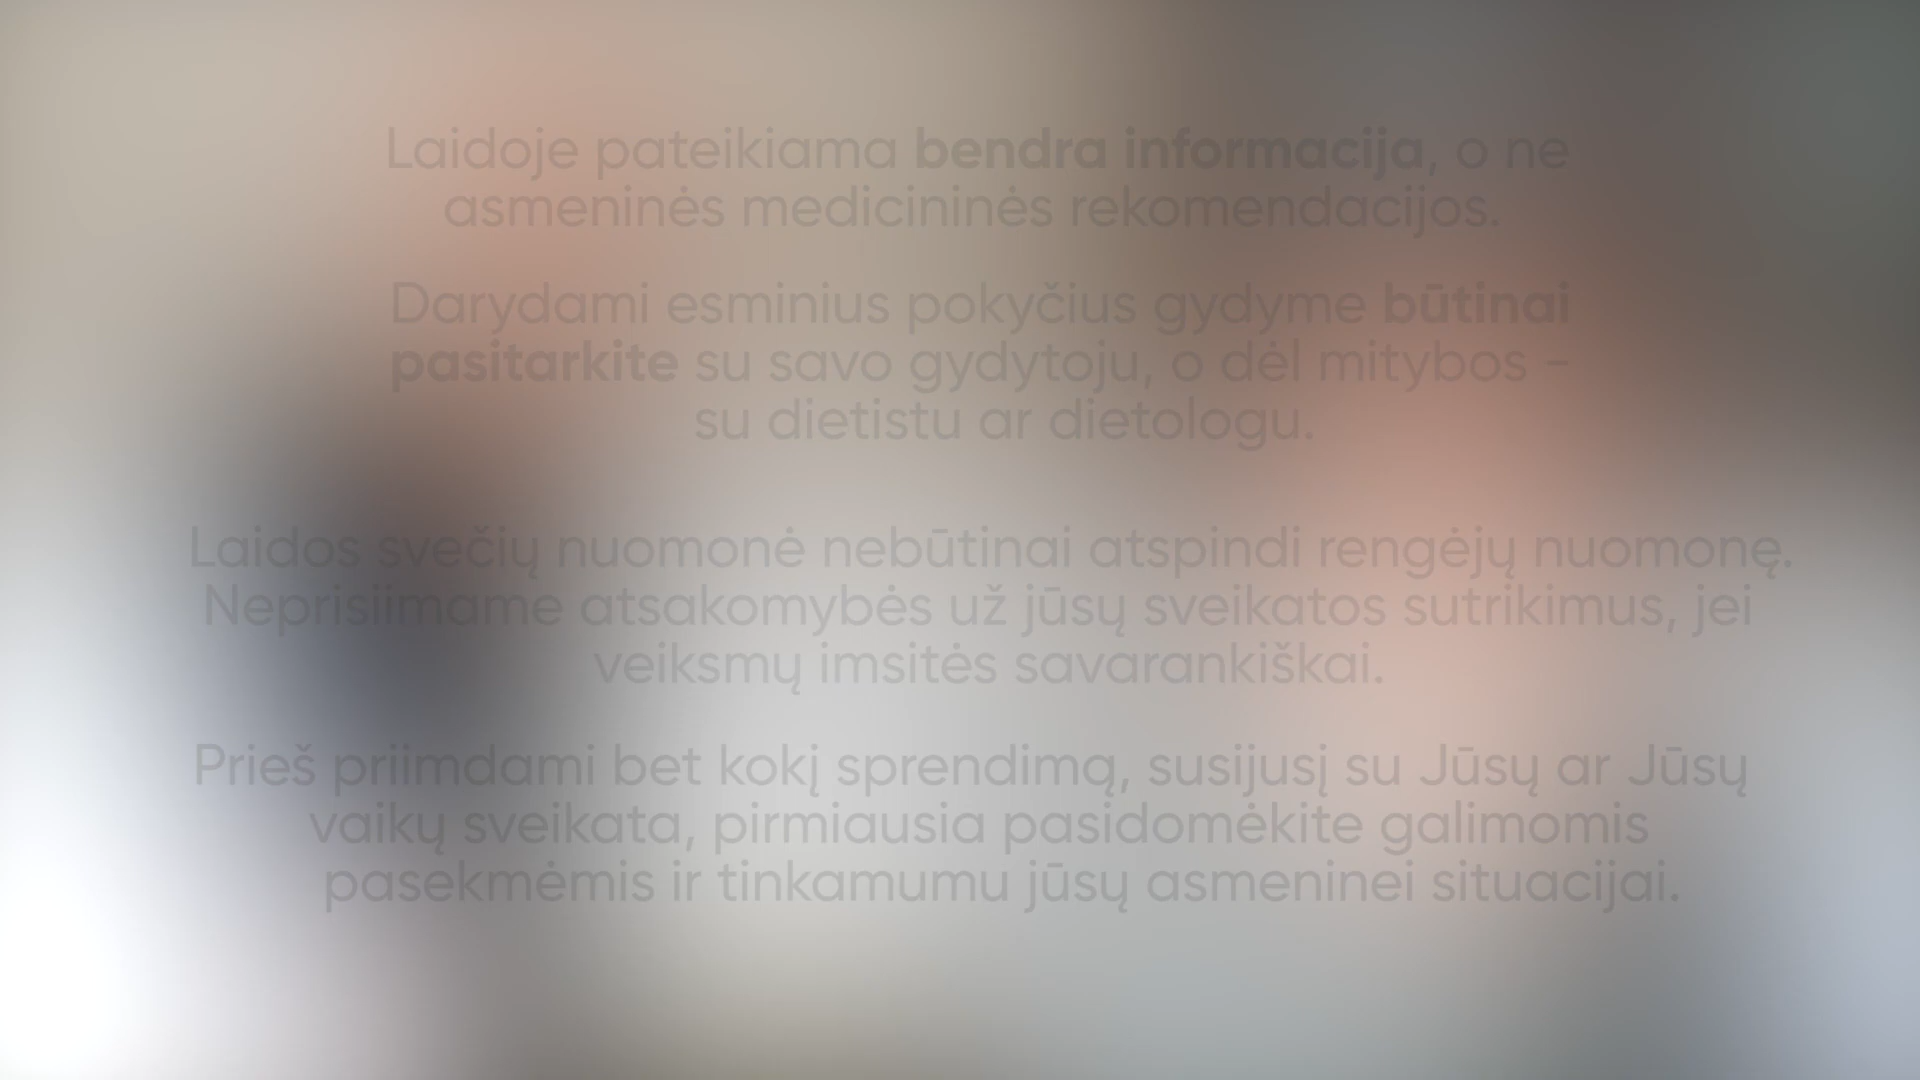 Laidoje pateikiama bendra informacija, o ne
asmeninės medicininės rekomendacijos.
Darydami esminius pokyčius gydyme būtinai
pasitarkite su savo gydytoju, o dėl mitybos -
su dietistu ar dietologu.
Laidos svečių nuomonė nebūtinai atspindi rengėjų nuomonę.
Neprisiimame atsakomybės už jūsų sveikatos sutrikimus, jei
veiksmų imsitės savarankiškai.
Prieš priimdami bet kokį sprendimą, susijusį su Jūsų ar Jūsų
vaikų sveikata, pirmiausia pasidomėkite galimomis
pasekmėmis ir tinkamumu jūsų asmeninei situacijai.